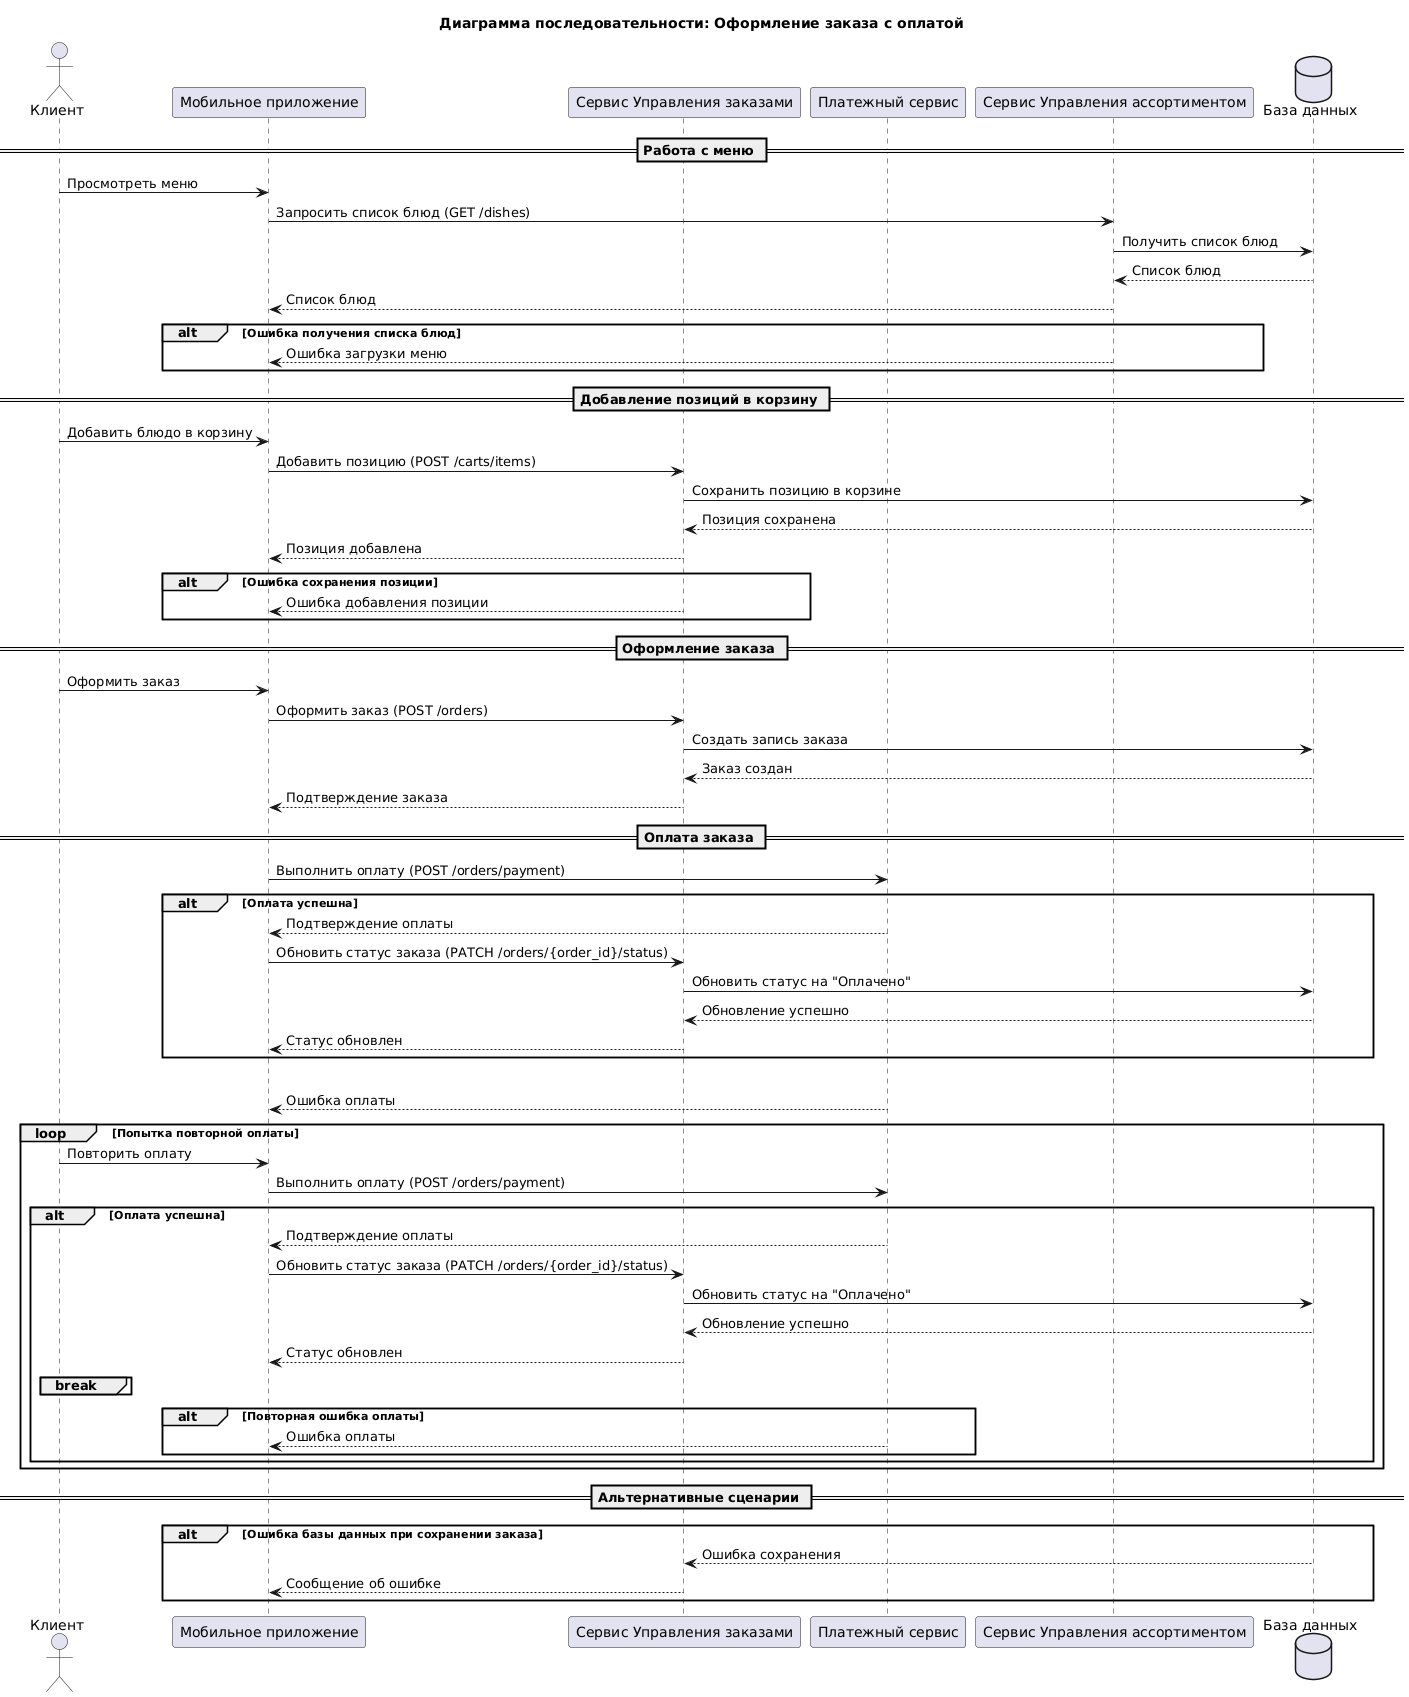 Диаграмма последовательности: Оформление заказа с оплатой
Клиент
Мобильное приложение
Сервис Управления заказами
Платежный сервис
Сервис Управления ассортиментом
База данных
Работа с меню
Просмотреть меню
Запросить список блюд (GET /dishes)
Получить список блюд
Список блюд
Список блюд
alt [Ошибка получения списка блюд]
Ошибка загрузки меню
Добавление позиций в корзину
Добавить блюдо в корзину
Добавить позицию (POST /carts/items)
Сохранить позицию в корзине
Позиция сохранена
Позиция добавлена
alt [Ошибка сохранения позиции]
Ошибка добавления позиции
Оформление заказа
Оформить заказ
Оформить заказ (POST /orders)
Создать запись заказа
Заказ создан
Подтверждение заказа
Оплата заказа
Выполнить оплату (POST /orders/payment)
alt [Оплата успешна]
Подтверждение оплаты
Обновить статус заказа (PATCH /orders/{order_id}/status)
Обновить статус на "Оплачено"
Обновление успешно
Статус обновлен
Ошибка оплаты
loop [Попытка повторной оплаты]
Повторить оплату
Выполнить оплату (POST /orders/payment)
alt [Оплата успешна]
Подтверждение оплаты
Обновить статус заказа (PATCH /orders/{order_id}/status)
Обновить статус на "Оплачено"
Обновление успешно
Статус обновлен
break
alt [Повторная ошибка оплаты]
Ошибка оплаты
Альтернативные сценарии
alt [Ошибка базы данных при сохранении заказа]
Ошибка сохранения
Сообщение об ошибке
Клиент
Мобильное приложение
Сервис Управления заказами
Платежный сервис
Сервис Управления ассортиментом
База данных